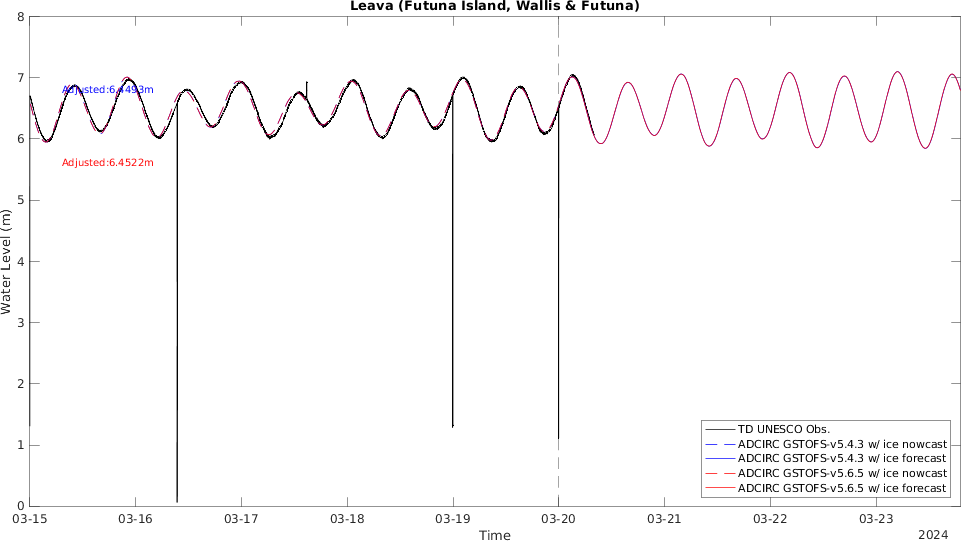 Leava (Futuna Island, Wallis & Futuna)
8
7
6
5
4
3
2
1
0
Water Level (m)
Adjusted:6.4493m
Adjusted:6.4522m
TD UNESCO Obs.
ADCIRC GSTOFS-v5.4.3 w/ ice nowcast
ADCIRC GSTOFS-v5.4.3 w/ ice forecast
ADCIRC GSTOFS-v5.6.5 w/ ice nowcast
ADCIRC GSTOFS-v5.6.5 w/ ice forecast
03-15 03-16 03-17 03-18 03-19 03-20 03-21 03-22 03-23
Time
2024